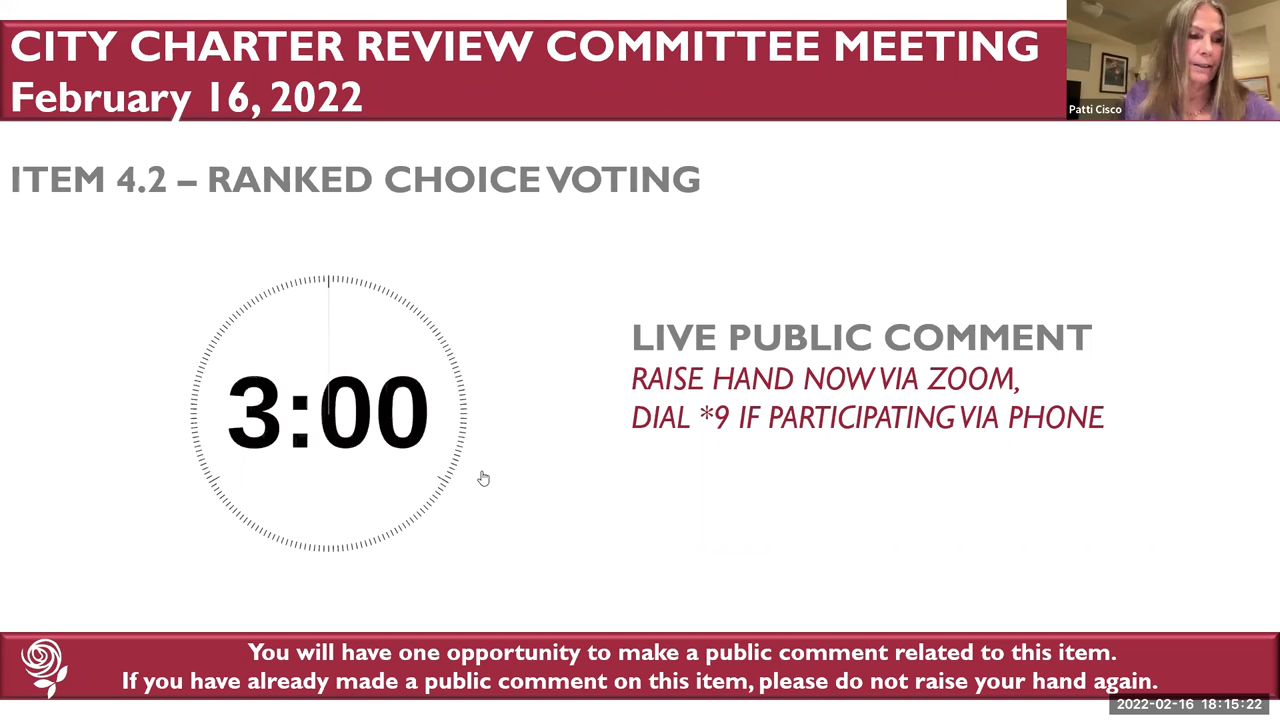 CITY CHARTER REVIEW COMMITTEE MEETING
February 16, 2022
Patti Cisco
ITEM 4.2 – RANKED CHOICE VOTING
3:00
LIVE PUBLIC COMMENT
RAISE HAND NOW VIA ZOOM,
DIAL *9 IF PARTICIPATING VIA PHONE
You will have one opportunity to make a public comment related to this item.
If you have already made a public comment on this item, please do not raise your hand again.
2022-02-16 18:15:22